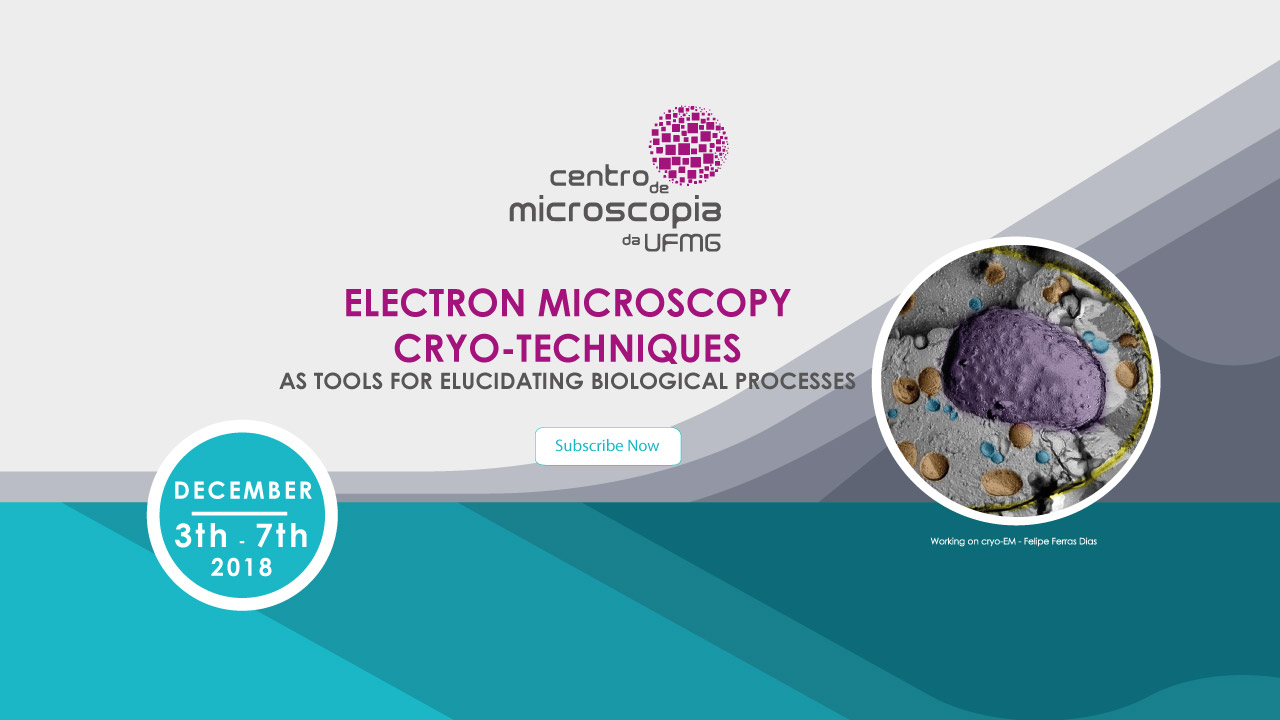 centro de
microscopia
da UFMG
ELECTRON MICROSCOPY
CRYO-TECHNIQUES
AS TOOLS FOR ELUCIDATING BIOLOGICAL PROCESSES
Subscribe Now
DECEMBER
3th - 7th
2018
Working on cryo-EM - Felipe Ferras Dias